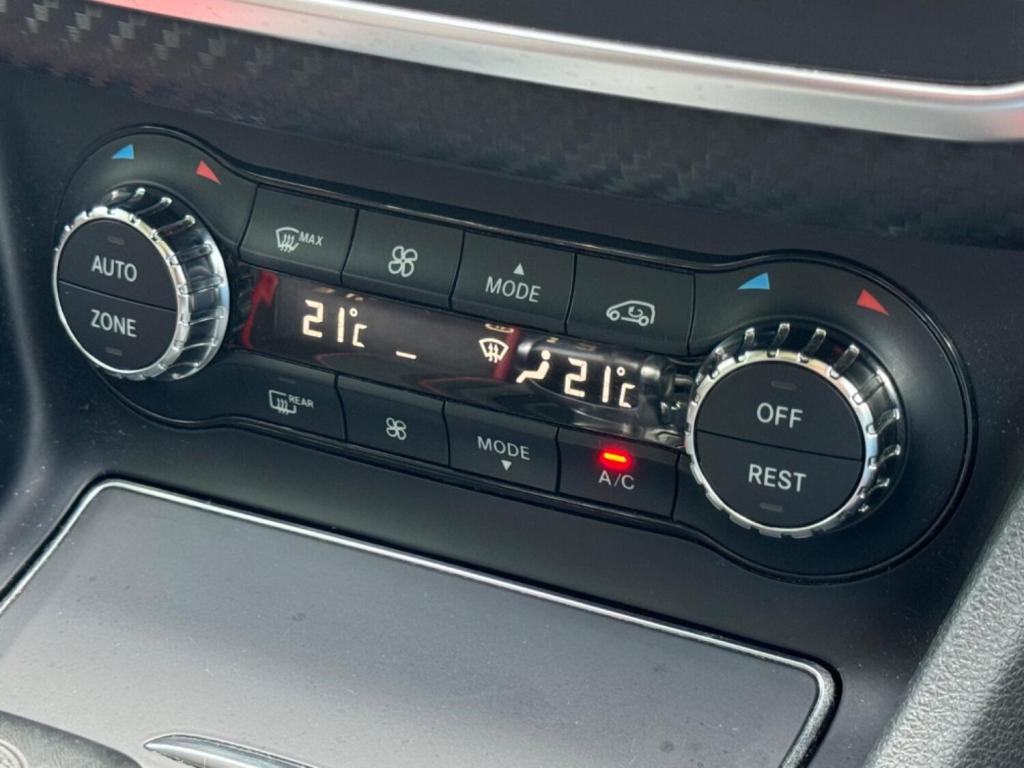 AUTO
ZONE
MAX
MODE
21°C
21°C
REAR
MODE
A/C
OFF
REST